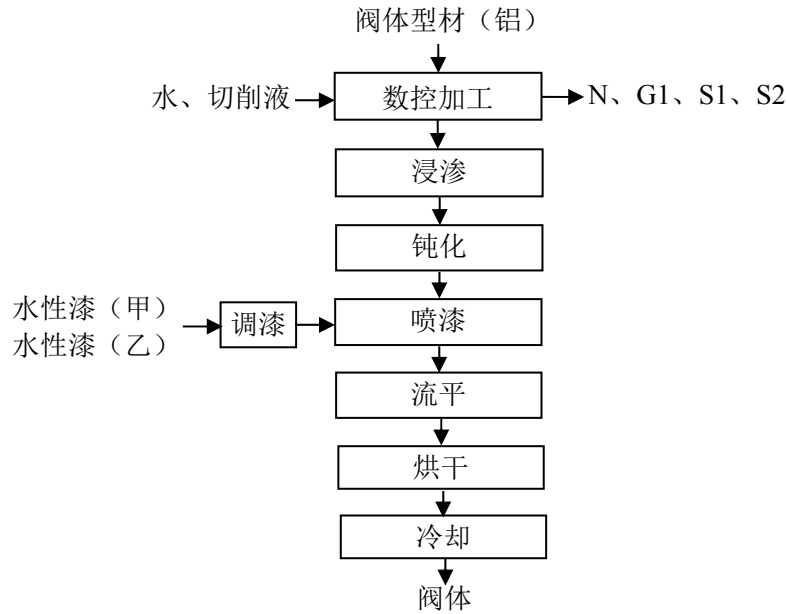 阀体型材（铝）
水、切削液
数控加工
N、G1、S1、S2
浸渗
钝化
水性漆（甲）
水性漆（乙）
调漆
喷漆
流平
烘干
冷却
阀体